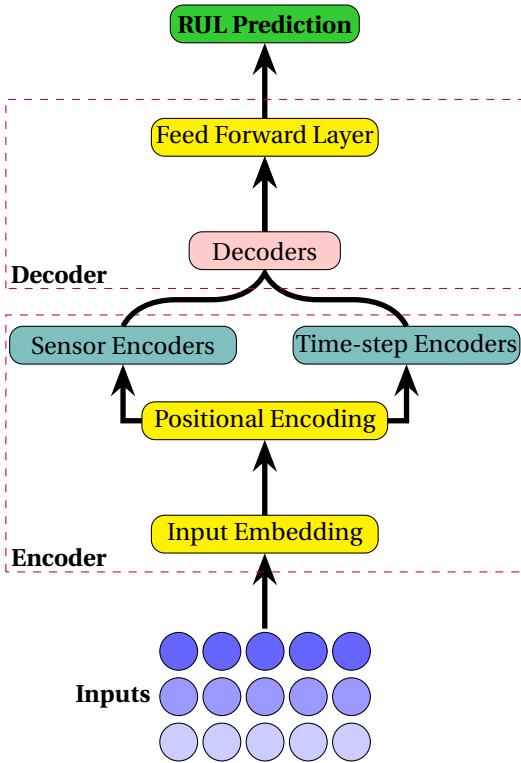 RUL Prediction
Feed Forward Layer
Decoders
Decoder
Sensor Encoders
Time-step Encoders
Positional Encoding
Input Embedding
Encoder
Inputs